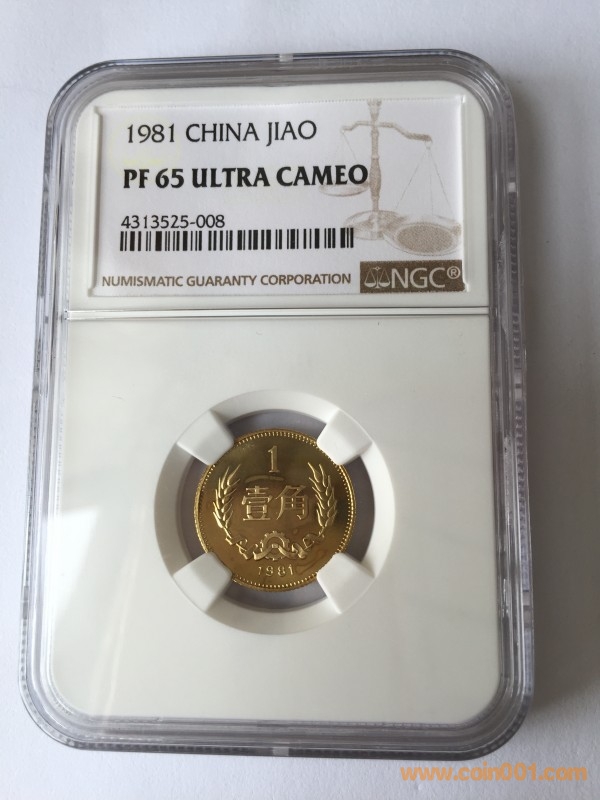 1981 CHINA JIAO
PF 65 ULTRA CAMEO
4313525-008
NUMISMATIC GUARANTY CORPORATION NGC®
1
壹角
1981
www.coin001.com